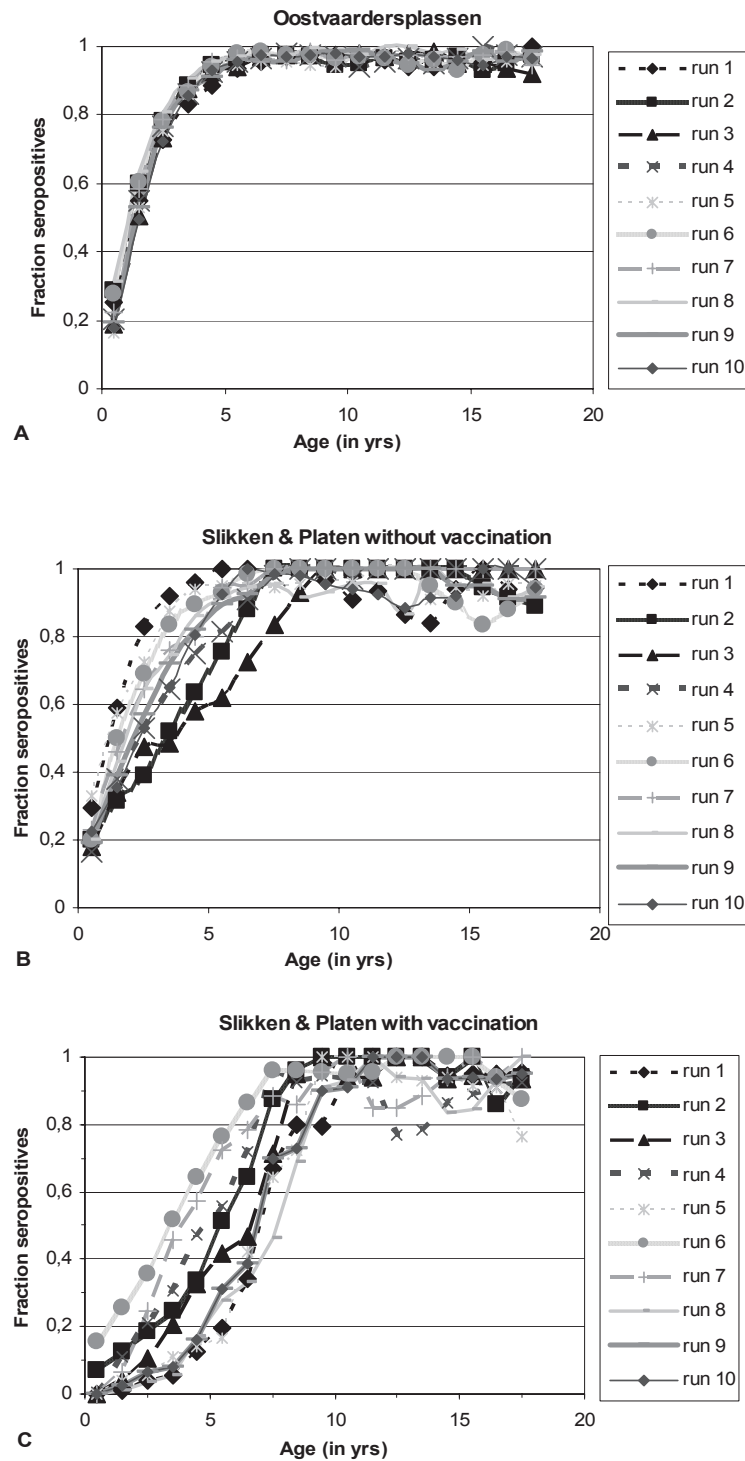 Oostvaardersplassen
Fraction seropositives
1
0,8
0,6
0,4
0,2
0
0
5
10
15
20
Age (in yrs)
A
run 1
run 2
run 3
run 4
run 5
run 6
run 7
run 8
run 9
run 10
Slikken & Platen without vaccination
Fraction seropositives
1
0,8
0,6
0,4
0,2
0
0
5
10
15
20
Age (in yrs)
B
run 1
run 2
run 3
run 4
run 5
run 6
run 7
run 8
run 9
run 10
Slikken & Platen with vaccination
Fraction seropositives
1
0,8
0,6
0,4
0,2
0
0
5
10
15
20
Age (in yrs)
C
run 1
run 2
run 3
run 4
run 5
run 6
run 7
run 8
run 9
run 10